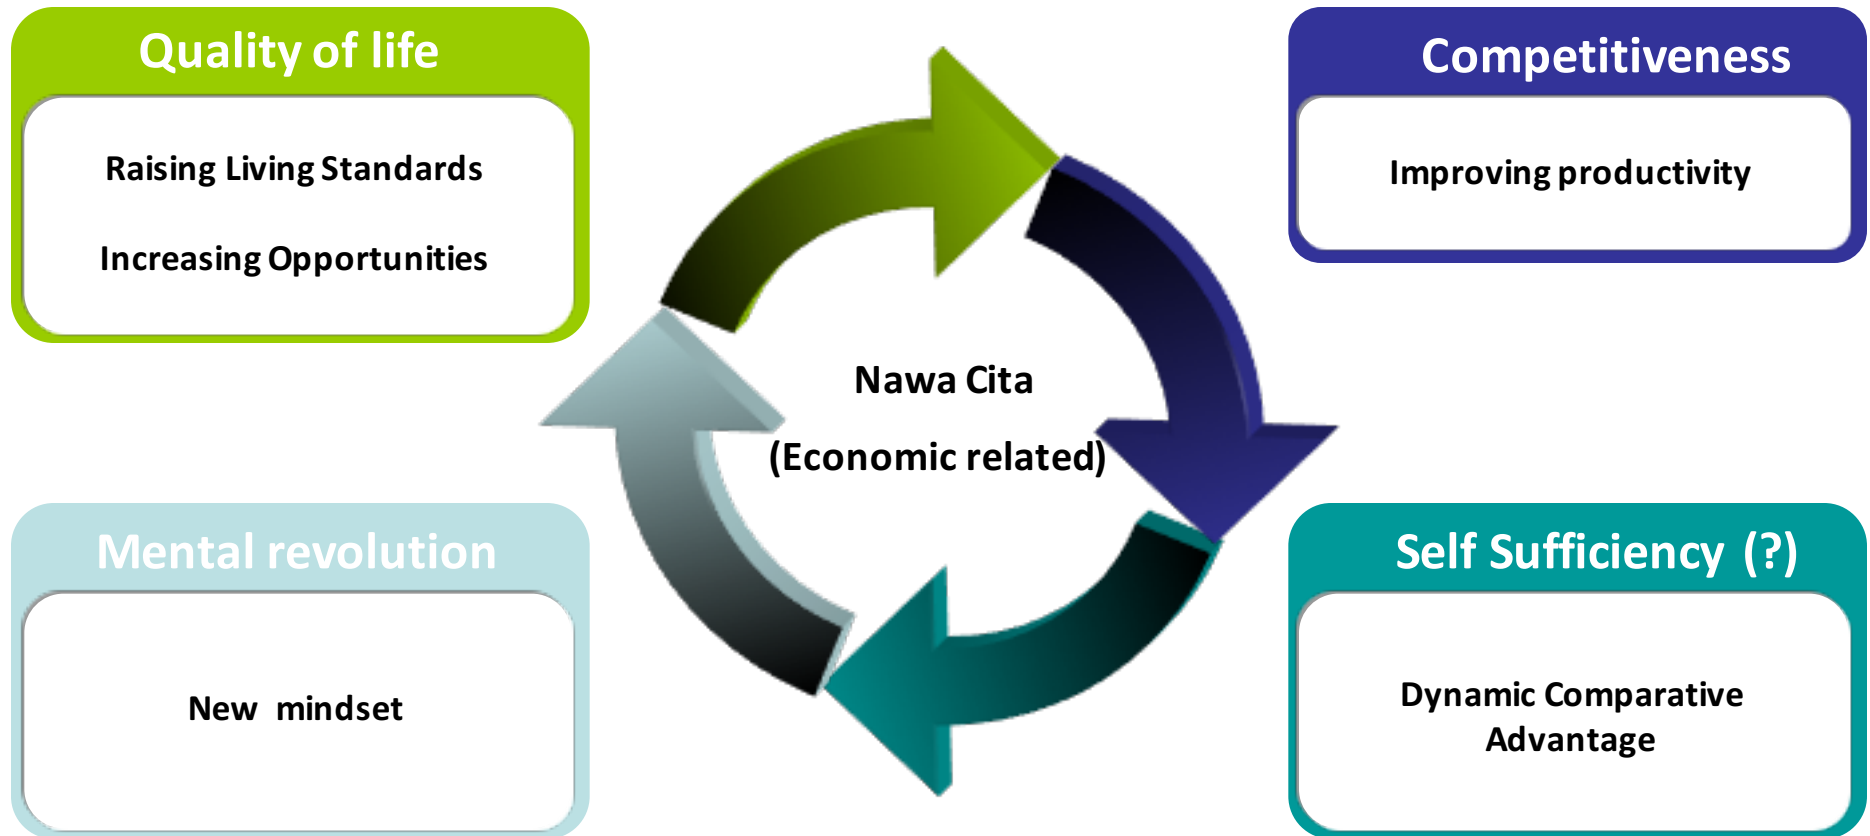 Quality of life
Raising Living Standards
Increasing Opportunities
Competitiveness
Improving productivity
Nawa Cita
(Economic related)
Mental revolution
New mindset
Self Sufficiency (?)
Dynamic Comparative
Advantage